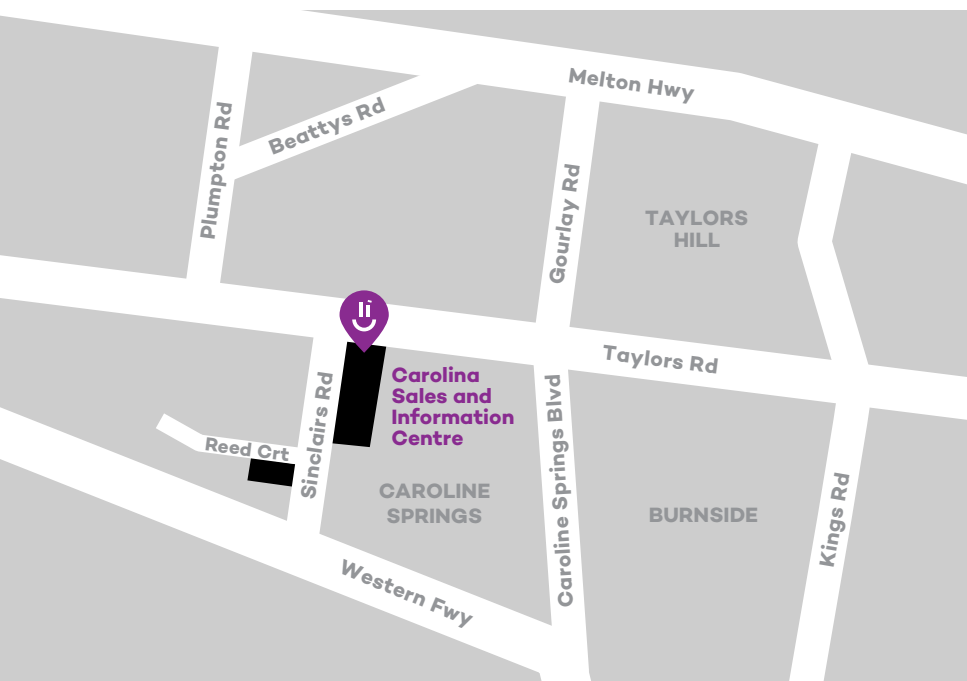 Melton Hwy
Beattys Rd
Plumpton Rd
Gourlay Rd
TAYLORS
HILL
Taylors Rd
Carolina
Sales and
Information
Centre
Sinclairs Rd
Reed Crt
Caroline Springs Blvd
CAROLINE
SPRINGS
BURNSIDE
Kings Rd
Western Fwy